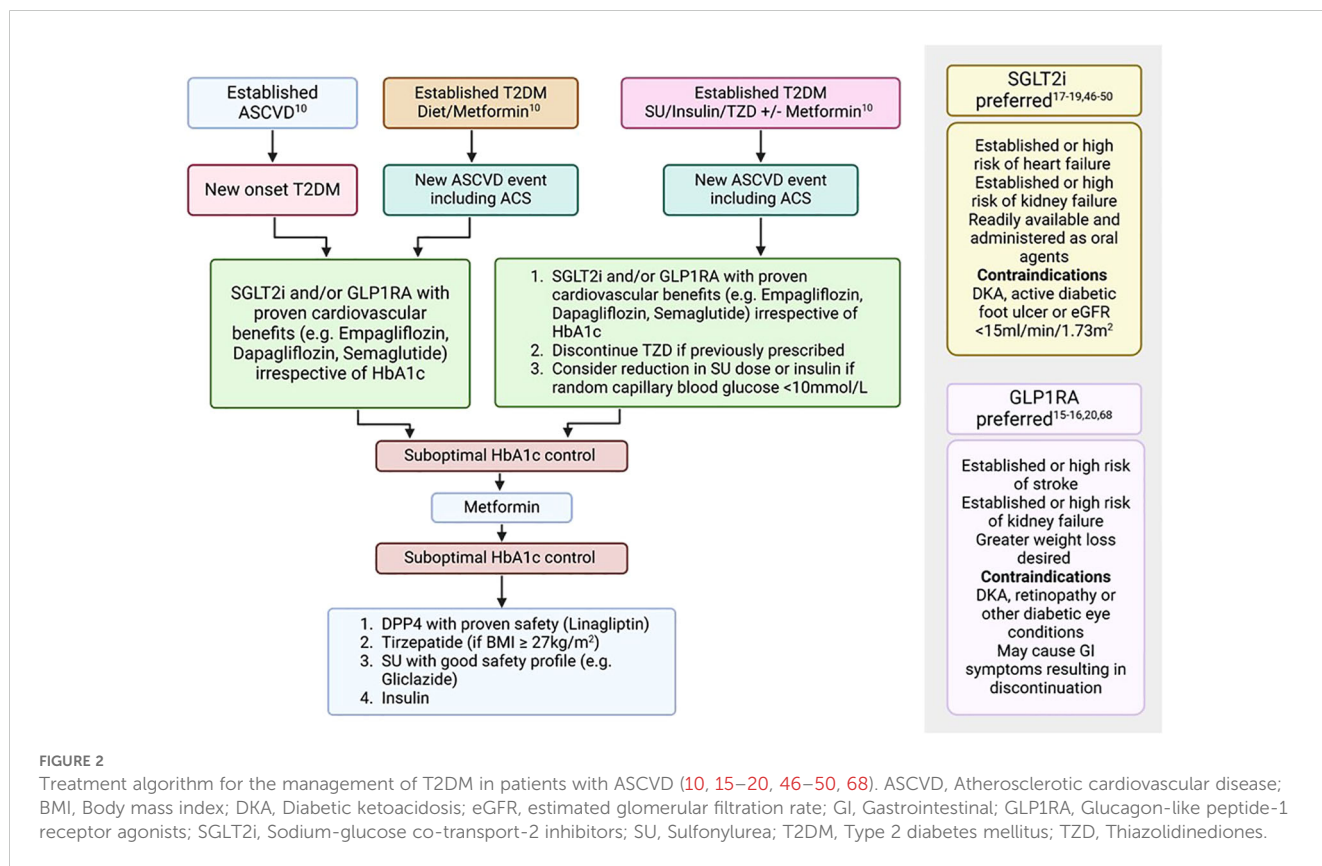 Established
ASCVD10
Established T2DM
Diet/Metformin10
Established T2DM
SU/Insulin/TZD +/- Metformin10
New onset T2DM
New ASCVD event
including ACS
New ASCVD event
including ACS
SGLT2i and/or GLP1RA with
proven cardiovascular
benefits (e.g. Empagliflozin,
Dapagliflozin, Semaglutide)
irrespective of HbA1c
1. SGLT2i and/or GLP1RA with proven
cardiovascular benefits (e.g. Empagliflozin,
Dapagliflozin, Semaglutide) irrespective of
HbA1c
2. Discontinue TZD if previously prescribed
3. Consider reduction in SU dose or insulin if
random capillary blood glucose <10mmol/L
Suboptimal HbA1c control
Metformin
Suboptimal HbA1c control
1. DPP4 with proven safety (Linagliptin)
2. Tirzepatide (if BMI ≥ 27kg/m2)
3. SU with good safety profile (e.g.
Gliclazide)
4. Insulin
SGLT2i
preferred17-19,46-50
Established or high
risk of heart failure
Established or high
risk of kidney failure
Readily available and
administered as oral
agents
Contraindications
DKA, active diabetic
foot ulcer or eGFR
<15ml/min/1.73m2
GLP1RA
preferred15-16,20,68
Established or high risk
of stroke
Established or high risk
of kidney failure
Greater weight loss
desired
Contraindications
DKA, retinopathy or
other diabetic eye
conditions
May cause GI
symptoms resulting in
discontinuation
FIGURE 2
Treatment algorithm for the management of T2DM in patients with ASCVD (10, 15–20, 46–50, 68). ASCVD, Atherosclerotic cardiovascular disease;
BMI, Body mass index; DKA, Diabetic ketoacidosis; eGFR, estimated glomerular filtration rate; GI, Gastrointestinal; GLP1RA, Glucagon-like peptide-1
receptor agonists; SGLT2i, Sodium-glucose co-transport-2 inhibitors; SU, Sulfonylurea; T2DM, Type 2 diabetes mellitus; TZD, Thiazolidinediones.